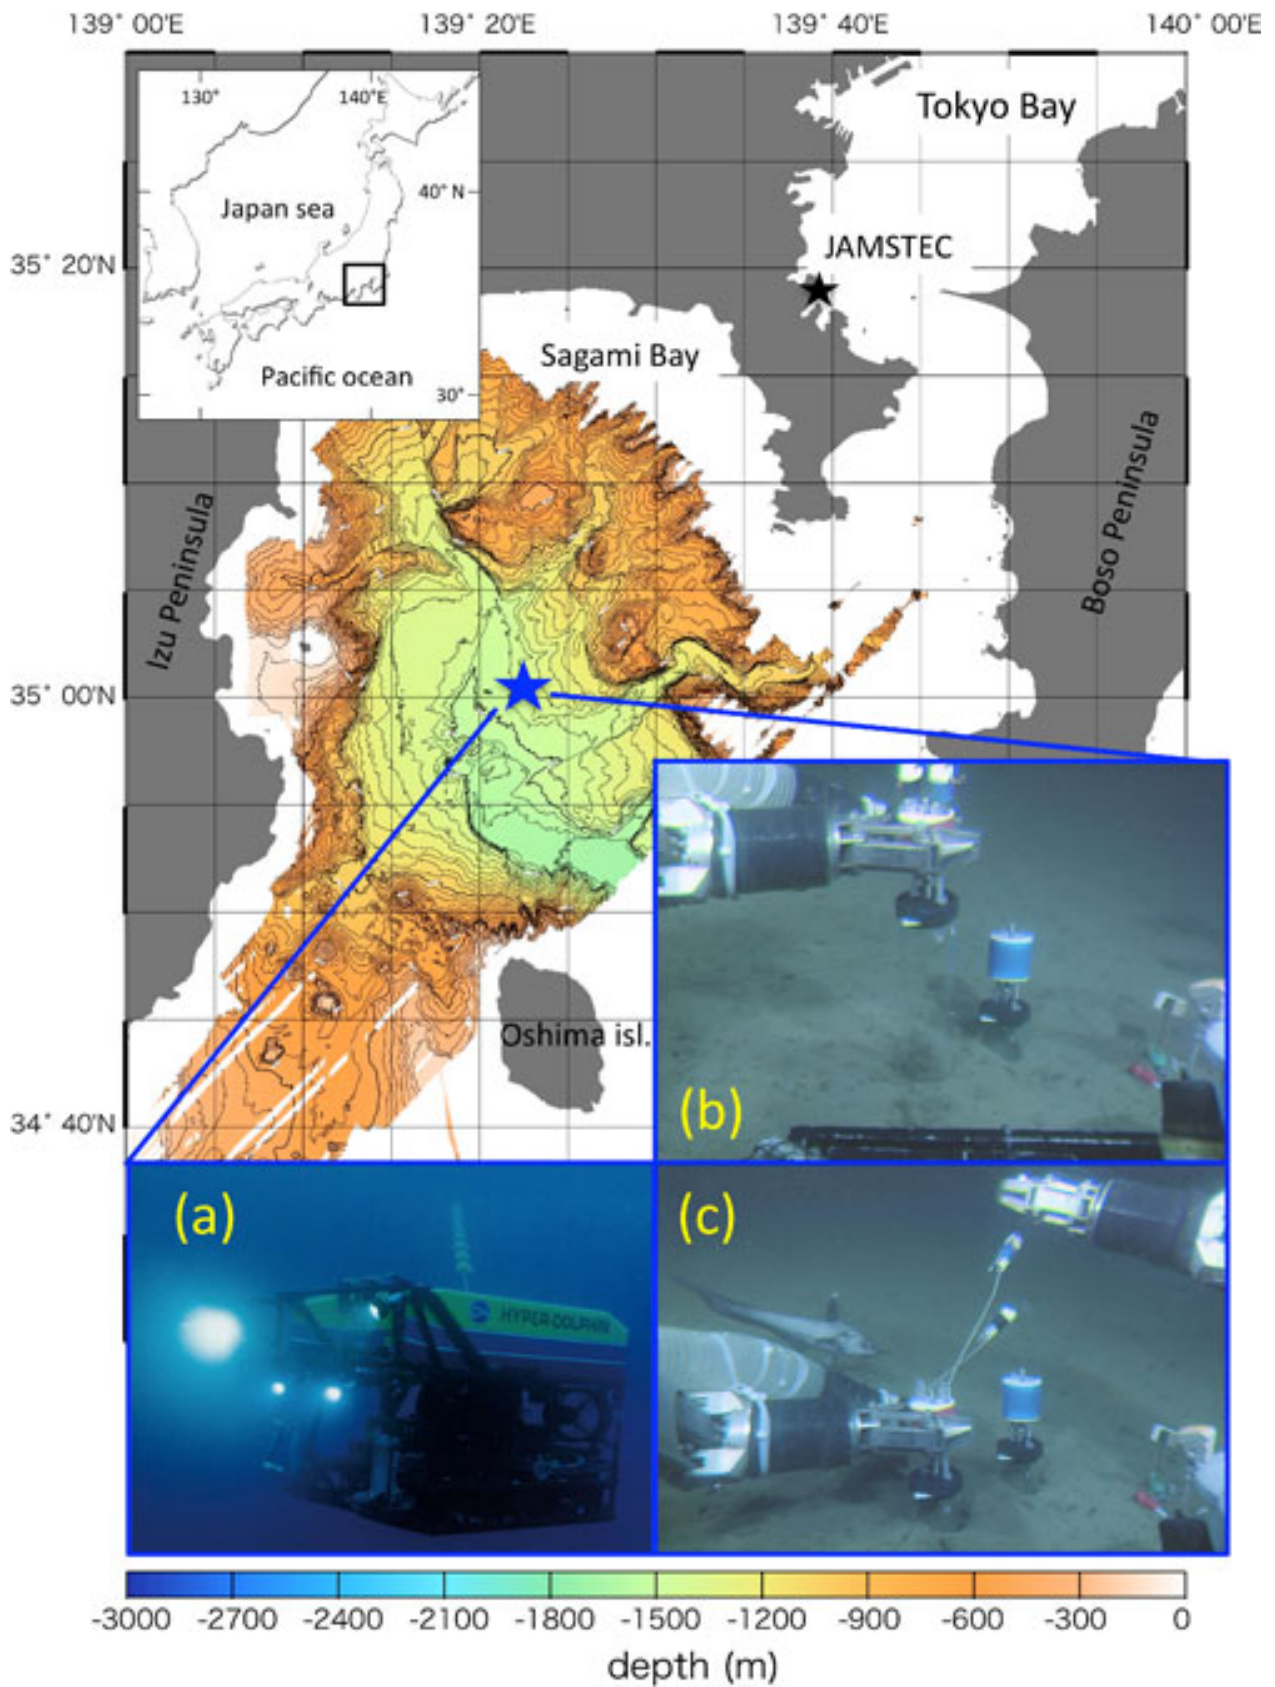 139° 00'E 139° 20'E 139° 40'E 140° 00'E
130° 140°E
Tokyo Bay
40° N
Japan sea
JAMSTEC
35° 20'N
Sagami Bay
Pacific ocean
30°
Izu Peninsula
Boso Peninsula
35° 00'N
Oshima isl.
34° 40'N
(b)
(a)
(c)
HYPER-DOLPHIN
-3000 -2700 -2400 -2100 -1800 -1500 -1200 -900 -600 -300 0
depth (m)